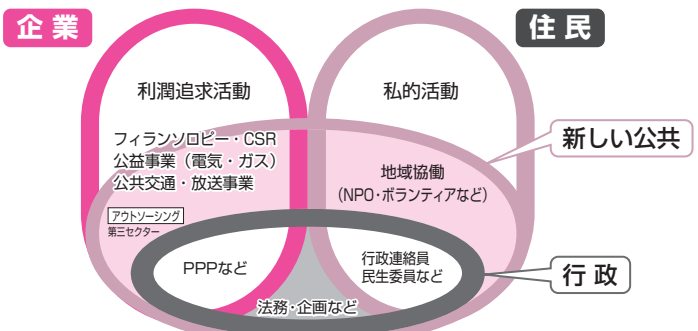 企業
住民
利潤追求活動
私的活動
新しい公共
フィランソロピー・CSR
公益事業（電気・ガス）
公共交通・放送事業
地域協働
（NPO・ボランティアなど）
アウトソーシング
第三セクター
PPPなど
行政連絡員
民生委員など
行政
法務・企画など